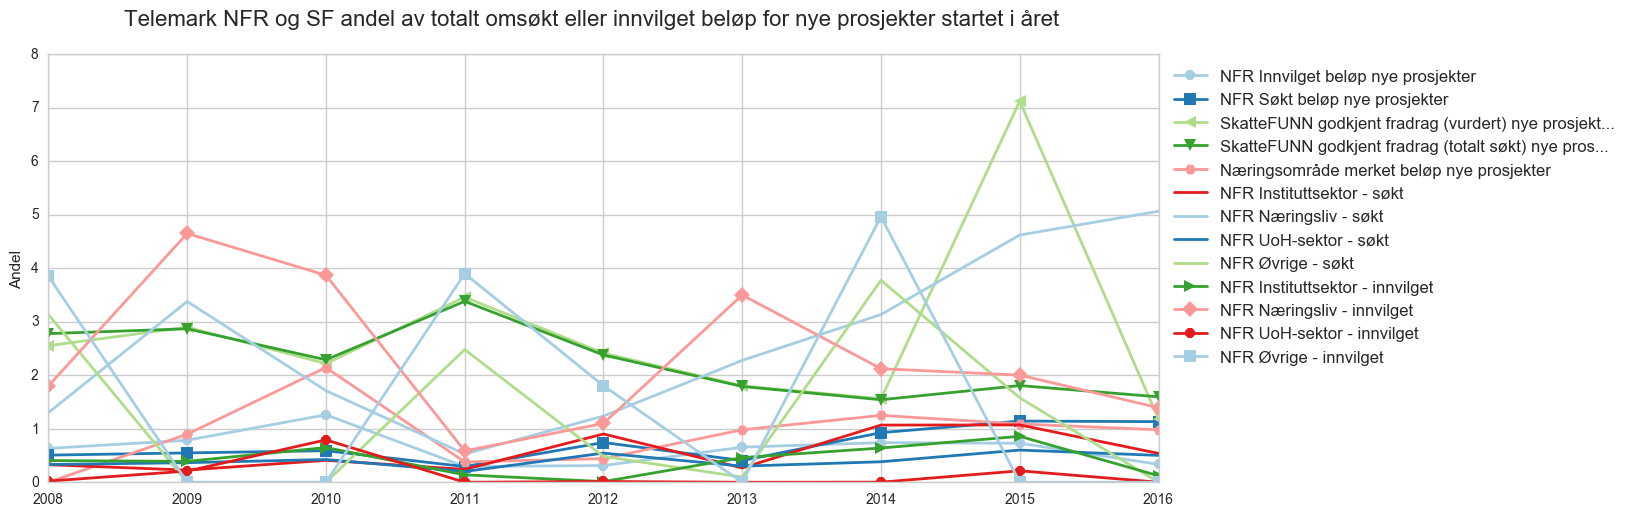 Telemark NFR og SF andel av totalt omsøkt eller innvilget beløp for nye prosjekter startet i året
8
7
6
5
4
3
2
1
0
Andel
2008 2009 2010 2011 2012 2013 2014 2015 2016
NFR Innvilget beløp nye prosjekter
NFR Søkt beløp nye prosjekter
SkatteFUNN godkjent fradrag (vurdert) nye prosjekt...
SkatteFUNN godkjent fradrag (totalt søkt) nye pros...
Næringsområde merket beløp nye prosjekter
NFR Instituttsektor - søkt
NFR Næringsliv - søkt
NFR UoH-sektor - søkt
NFR Øvrige - søkt
NFR Instituttsektor - innvilget
NFR Næringsliv - innvilget
NFR UoH-sektor - innvilget
NFR Øvrige - innvilget